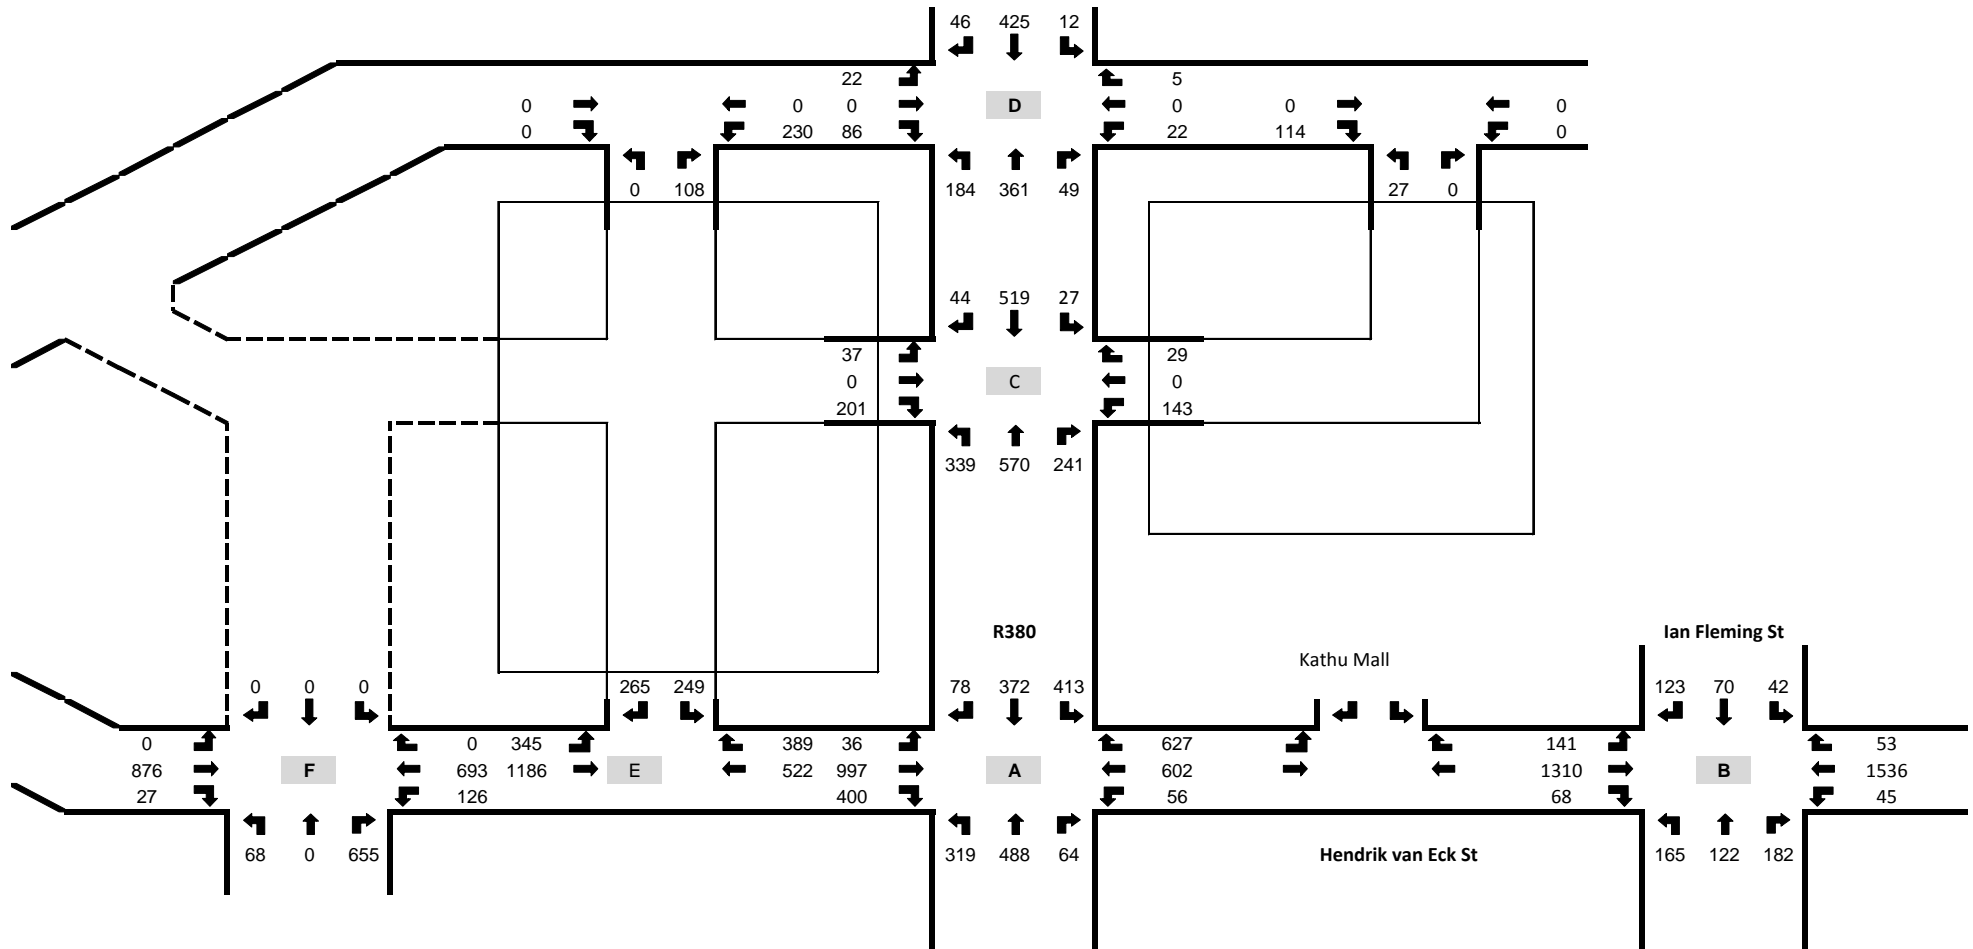 46 425 12
22 5
0 0 0 D 0 0 0
0 230 86 22 114 0
0 108 184 361 49 27 0
44 519 27
37 29
0 C 0
201 143
339 570 241
R380 Ian Fleming St
Kathu Mall
0 0 0 265 249 78 372 413 123 70 42
0 0 345 389 36 627 141 53
876 F 693 1186 E 522 997 A 602 1310 B 1536
27 126 400 56 68 45
68 0 655 319 488 64 Hendrik van Eck St 165 122 182